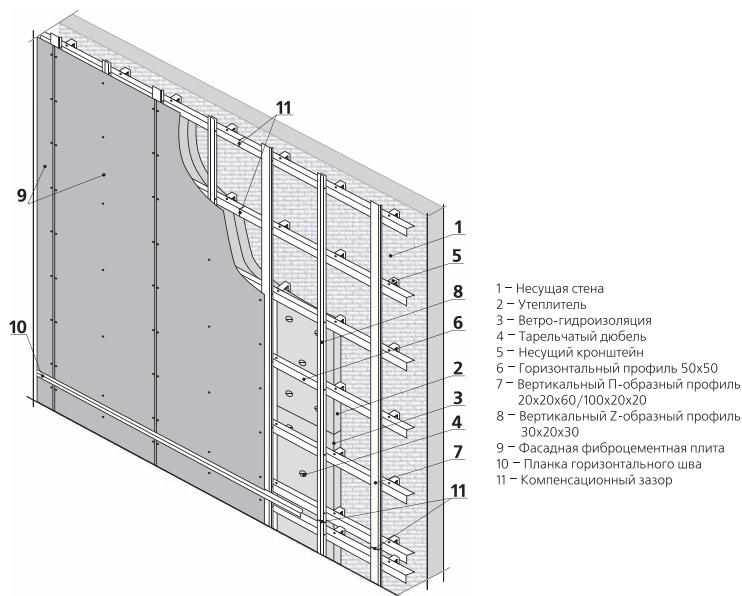 11
9
1
5
8
10
6
2
3
4
7
11
1 – Несущая стена
2 – Утеплитель
3 – Ветро-гидроизоляция
4 – Тарельчатый дюбель
5 – Несущий кронштейн
6 – Горизонтальный профиль 50х50
7 – Вертикальный П-образный профиль
20х20х60/100х20х20
8 – Вертикальный Z-образный профиль
30х20х30
9 – Фасадная фиброцементная плита
10 – Планка горизонтального шва
11 – Компенсационный зазор